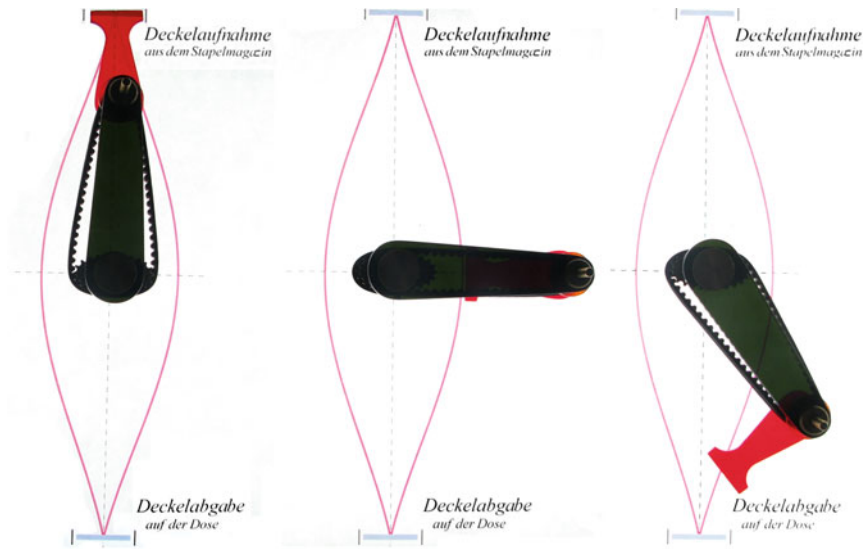 Deckelaufnahme
aus dem Stapelmagazin
Deckelabgabe
auf der Dose
Deckelaufnahme
aus dem Stapelmagazin
Deckelabgabe
auf der Dose
Deckelaufnahme
aus dem Stapelmagazin
Deckelabgabe
auf der Dose